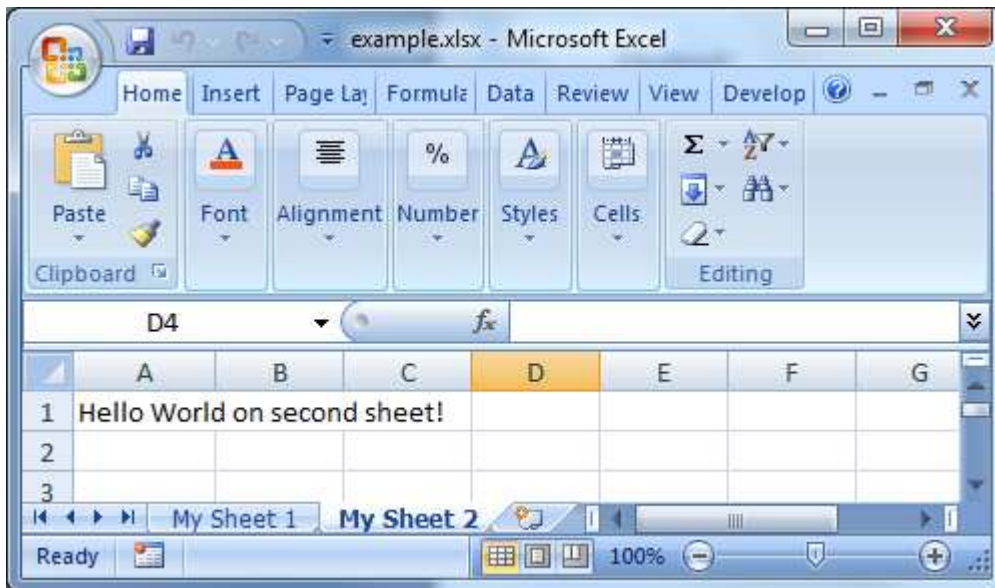 example.xlsx - Microsoft Excel
Home Insert Page Lay Formula Data Review View Develop
Paste Font Alignment Number Styles Cells Σ A Z
%
Clipboard Editing
D4 fx
A B C D E F G
1 Hello World on second sheet!
2
3
My Sheet 1 My Sheet 2
Ready 100%